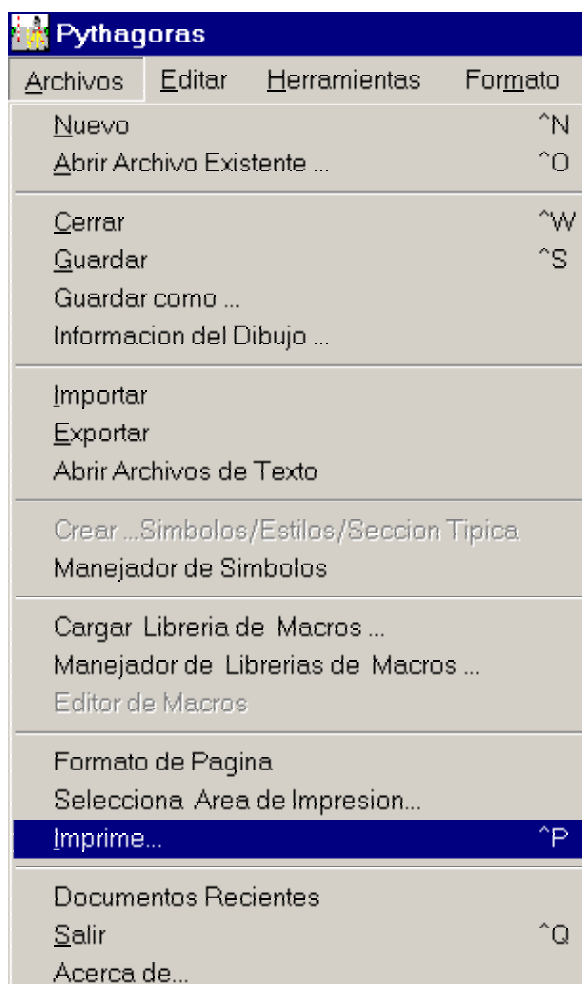 Pythagoras
Archivos Editar Herramientas Formato
Nuevo ^N
Abrir Archivo Existente ... ^O
Cerrar ^W
Guardar ^S
Guardar como ...
Informacion del Dibujo ...
Importar
Exportar
Abrir Archivos de Texto
Crear ...Simbolos/Estilos/Seccion Tipica
Manejador de Simbolos
Cargar Libreria de Macros ...
Manejador de Librerias de Macros ...
Editor de Macros
Formato de Pagina
Selecciona Area de Impresion...
Imprime... ^P
Documentos Recientes
Salir ^Q
Acerca de...